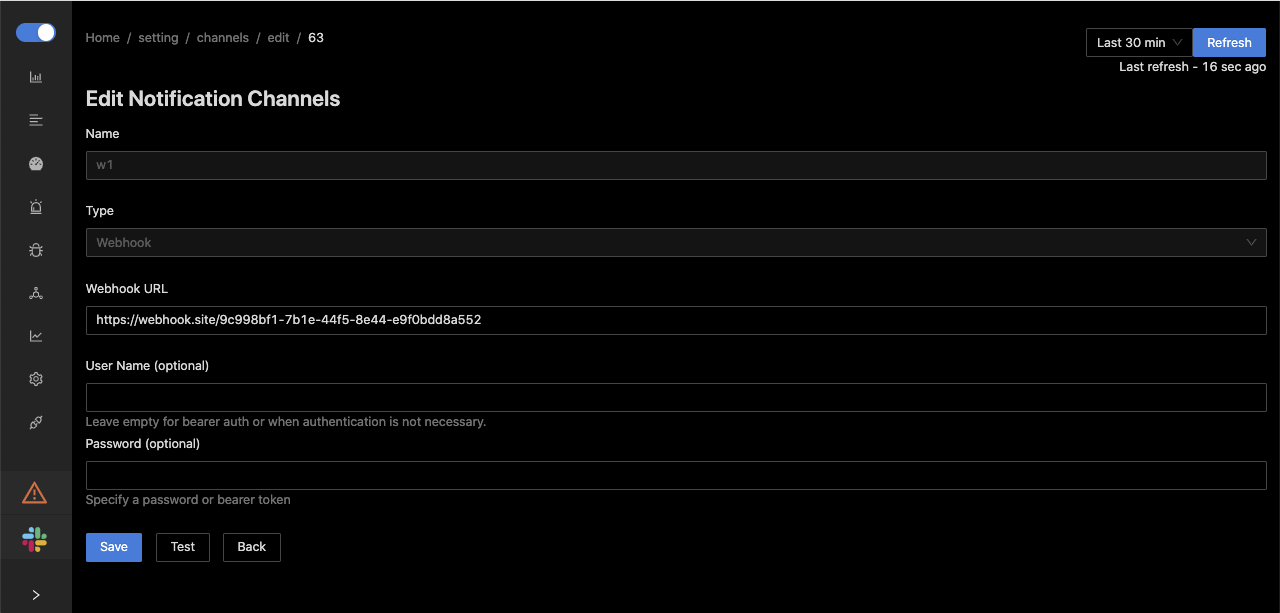 Home / setting / channels / edit / 63
Last 30 min
Refresh
Last refresh - 16 sec ago
Edit Notification Channels
Name
w1
Type
Webhook
Webhook URL
https://webhook.site/9c998bf1-7b1e-44f5-8e44-e9f0bdd8a552
User Name (optional)
Leave empty for bearer auth or when authentication is not necessary.
Password (optional)
Specify a password or bearer token
Save
Test
Back